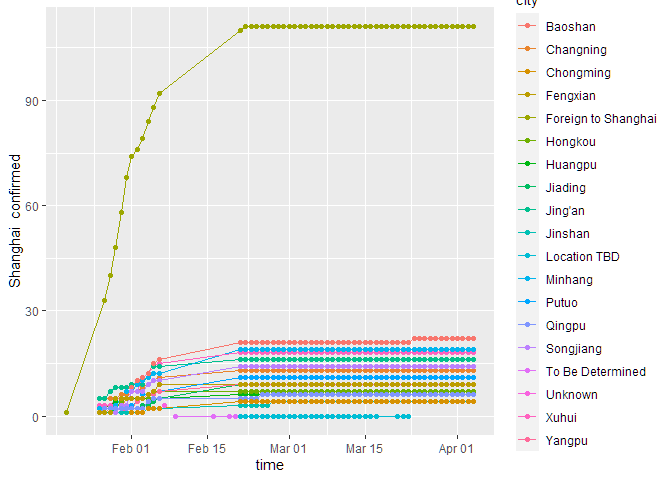 city
Baoshan
Changning
Chongming
Fengxian
Foreign to Shanghai
Hongkou
Huangpu
Jiading
Jing'an
Jinshan
Location TBD
Minhang
Putuo
Qingpu
Songjiang
To Be Determined
Unknown
Xuhui
Yangpu
Shanghai confirmed
90
60
30
0
Feb 01 Feb 15 Mar 01 Mar 15 Apr 01
time